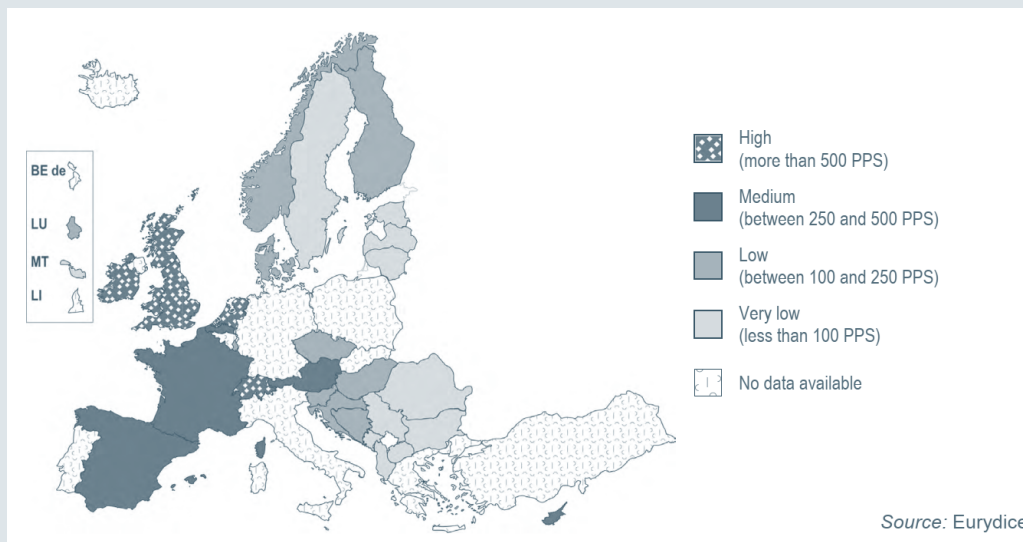 BE de
LU
MT
LI
High
(more than 500 PPS)
Medium
(between 250 and 500 PPS)
Low
(between 100 and 250 PPS)
Very low
(less than 100 PPS)
No data available
Source: Eurydice